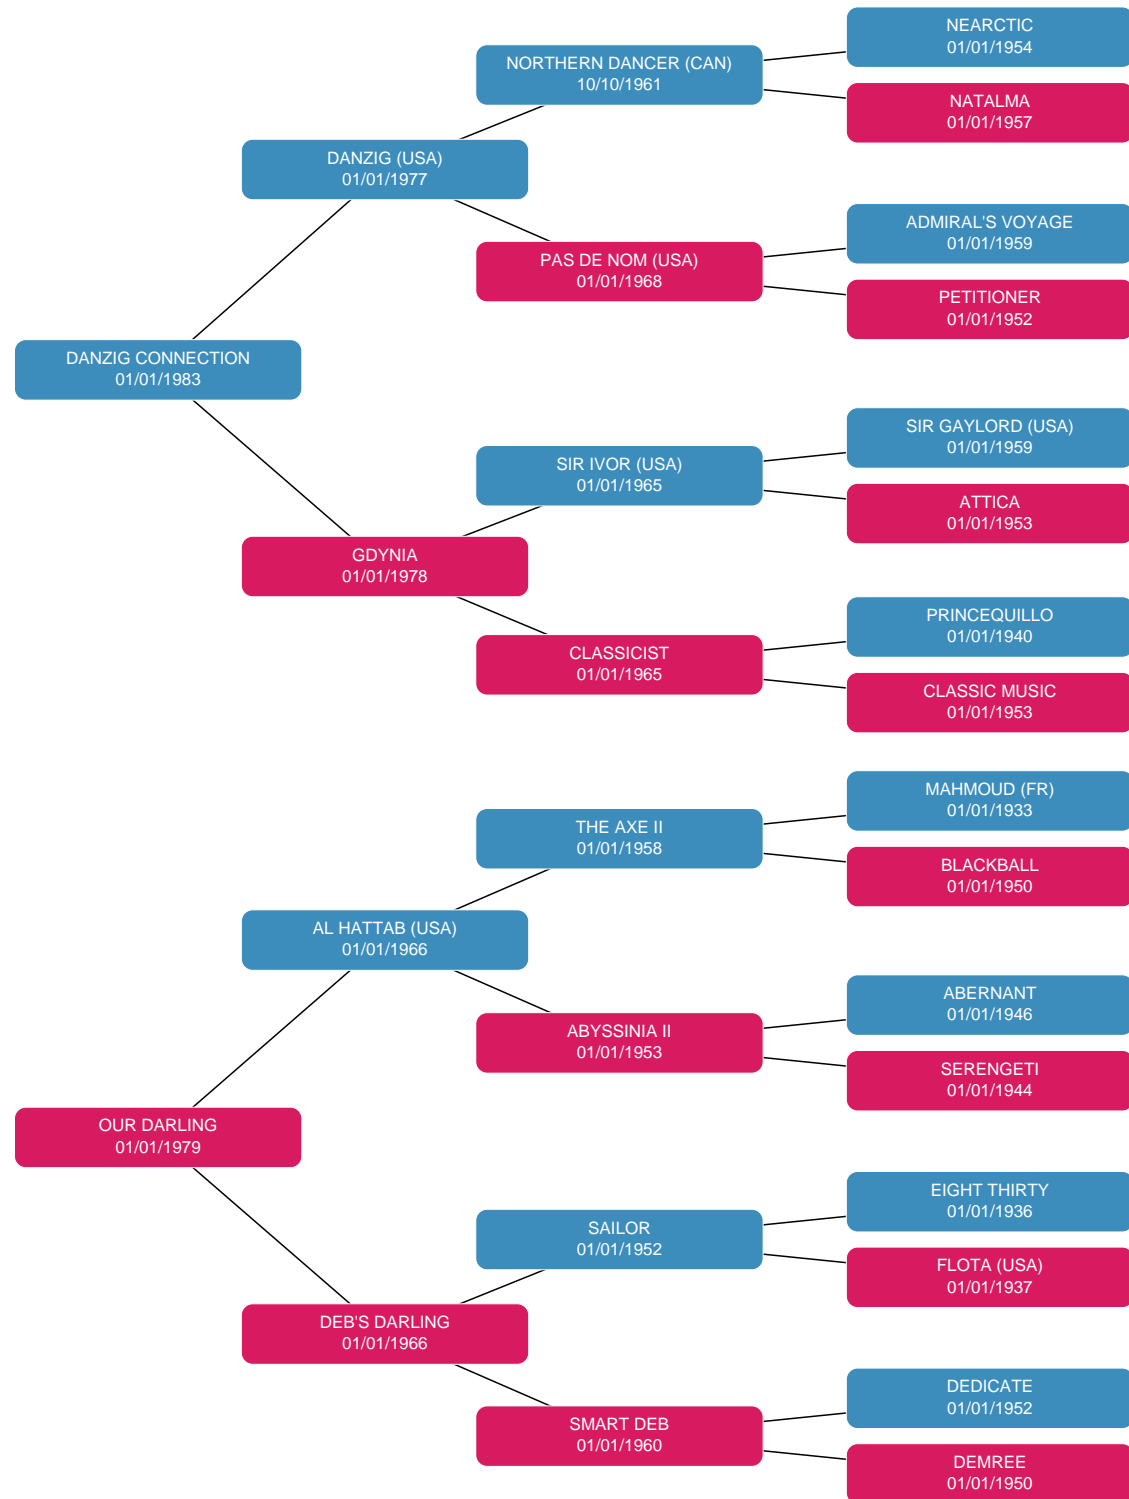 NEARCTIC
01/01/1954
NORTHERN DANCER (CAN)
10/10/1961
NATALMA
01/01/1957
DANZIG (USA)
01/01/1977
ADMIRAL'S VOYAGE
01/01/1959
PAS DE NOM (USA)
01/01/1968
PETITIONER
01/01/1952
DANZIG CONNECTION
01/01/1983
SIR GAYLORD (USA)
01/01/1959
SIR IVOR (USA)
01/01/1965
ATTICA
01/01/1953
GDYNIA
01/01/1978
PRINCEQUILLO
01/01/1940
CLASSICIST
01/01/1965
CLASSIC MUSIC
01/01/1953
MAHMOUD (FR)
01/01/1933
THE AXE II
01/01/1958
BLACKBALL
01/01/1950
AL HATTAB (USA)
01/01/1966
ABERNANT
01/01/1946
ABYSSINIA II
01/01/1953
SERENGETI
01/01/1944
OUR DARLING
01/01/1979
EIGHT THIRTY
01/01/1936
SAILOR
01/01/1952
FLOTA (USA)
01/01/1937
DEB'S DARLING
01/01/1966
DEDICATE
01/01/1952
SMART DEB
01/01/1960
DEMREE
01/01/1950